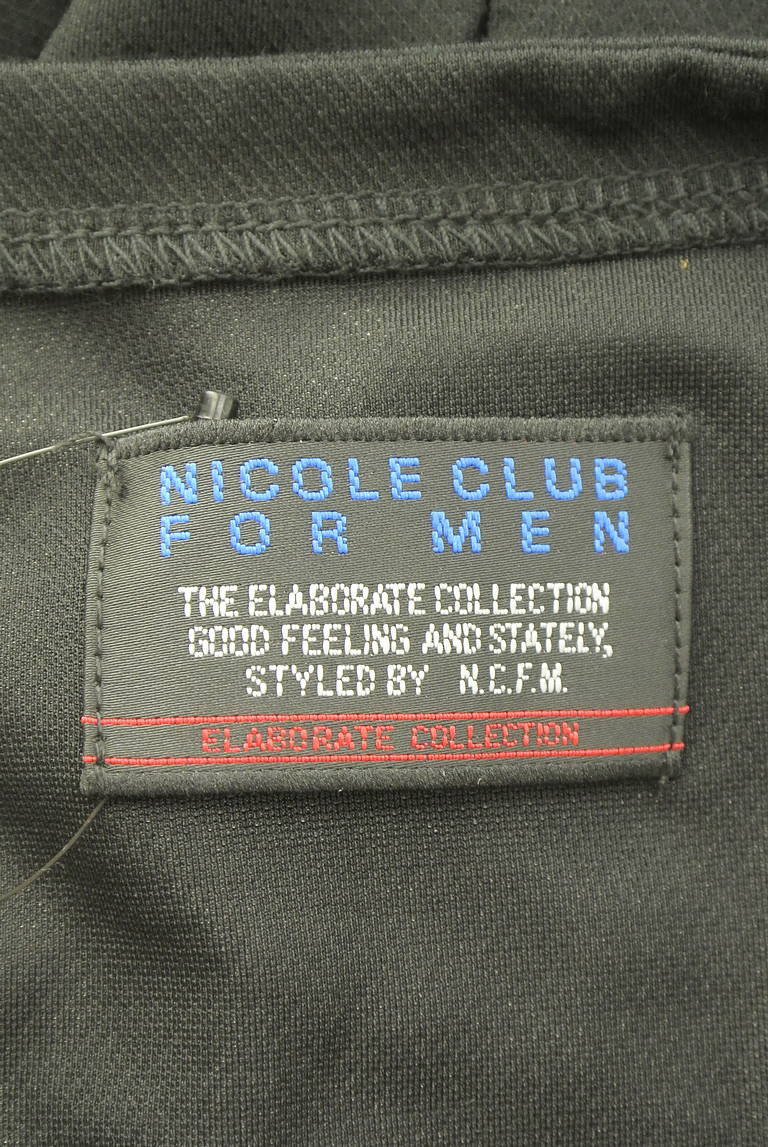 NICOLE CLUB
FOR MEN
THE ELABORATE COLLECTION
GOOD FEELING AND STATELY,
STYLED BY N.C.F.M.
ELABORATE COLLECTION